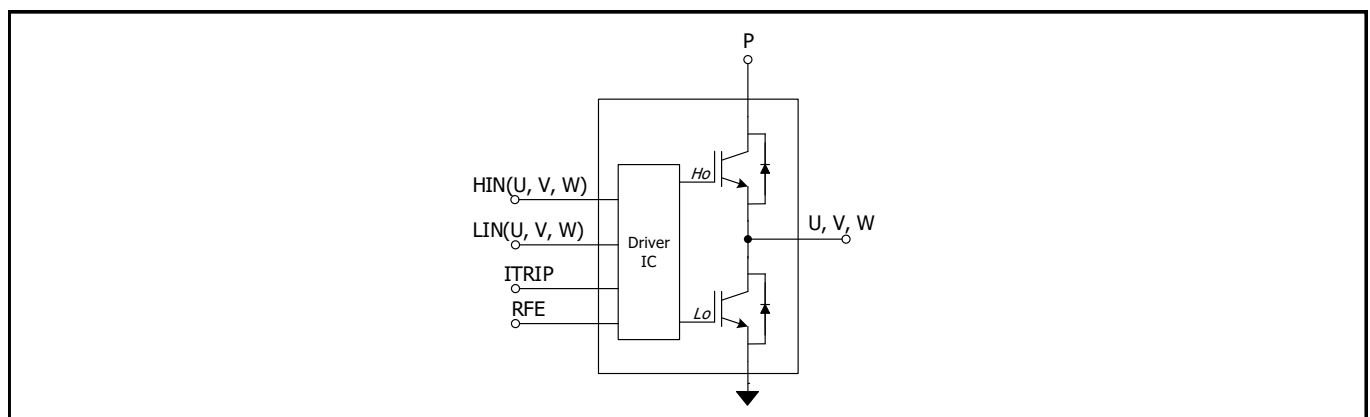 P
HIN(U, V, W)
Ho
U, V, W
LIN(U, V, W)
Driver
IC
ITRIP
RFE
Lo